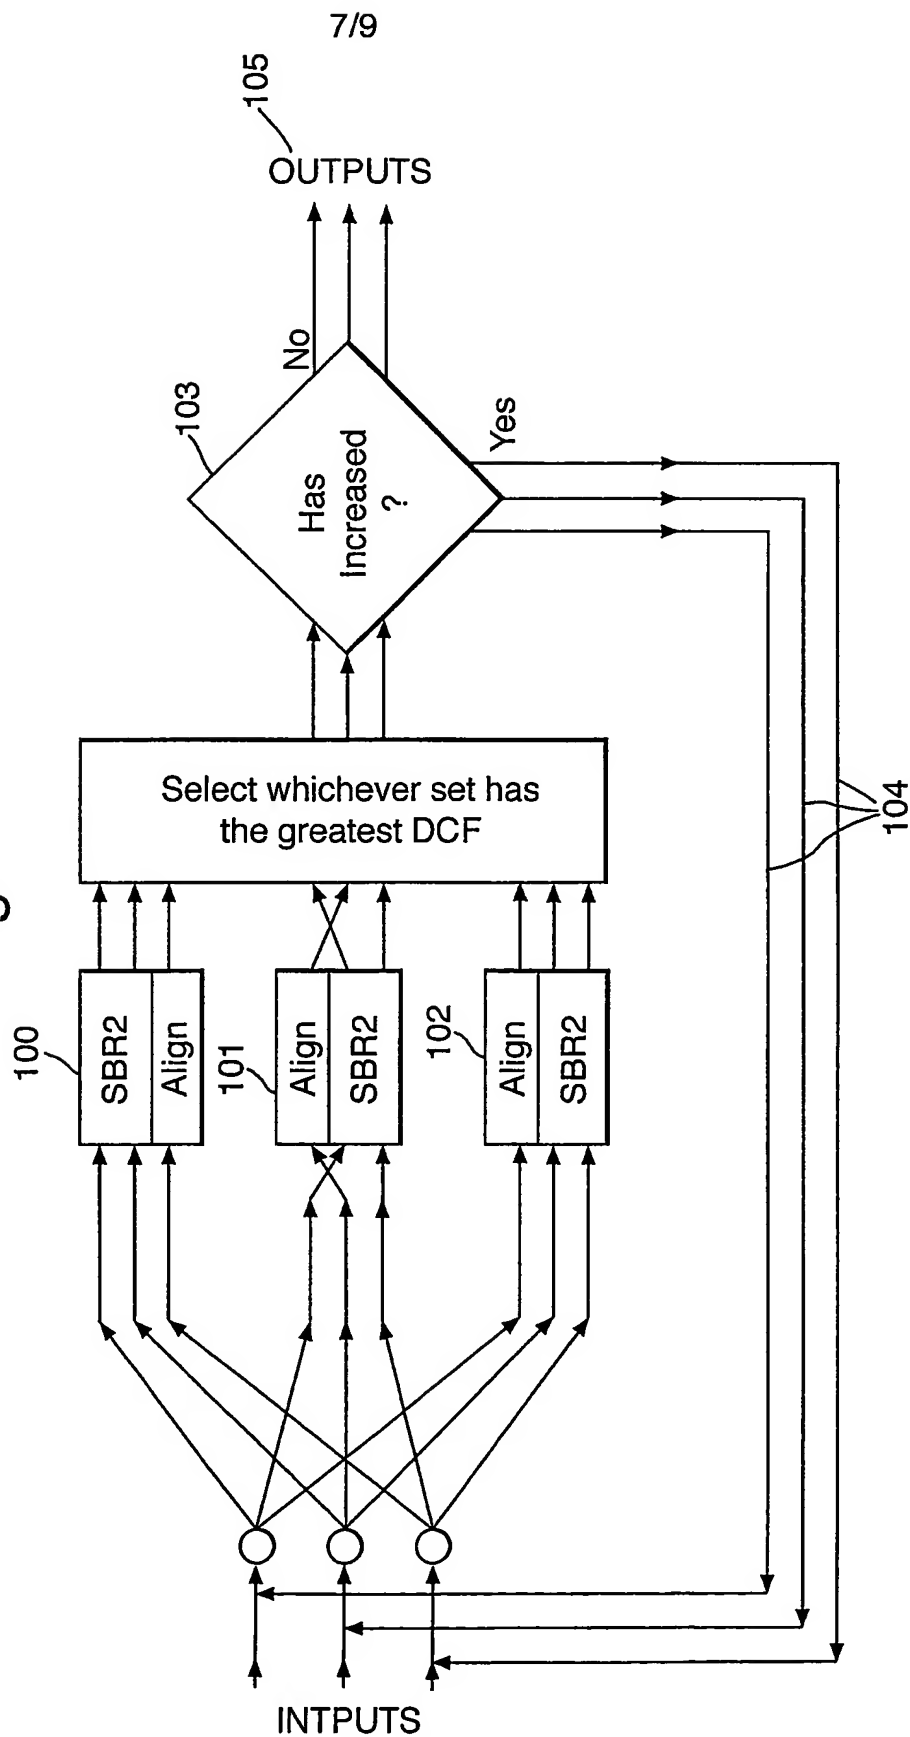 7/9
105
OUTPUTS
No
103
Has
increased
?
Yes
Select whichever set has
the greatest DCF
104
100
SBR2
Align
101
Align
SBR2
102
Align
SBR2
INTPUTS